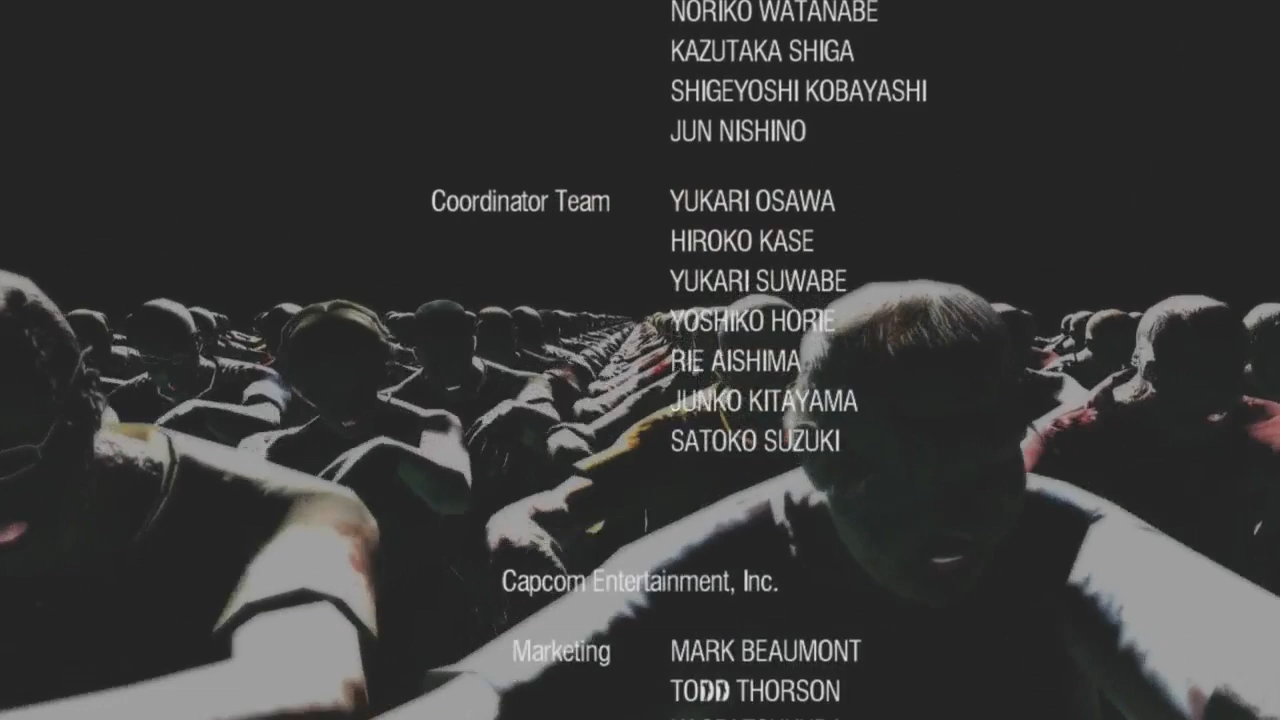 NORIKO WATANABE
KAZUTAKA SHIGA
SHIGEYOSHI KOBAYASHI
JUN NISHINO
Coordinator Team YUKARI OSAWA
HIROKO KASE
YUKARI SUWABE
YOSHIKO HORIE
RIE AISHIMA
JUNKO KITAYAMA
SATOKO SUZUKI
Capcom Entertainment, Inc.
Marketing MARK BEAUMONT
TODD THORSON